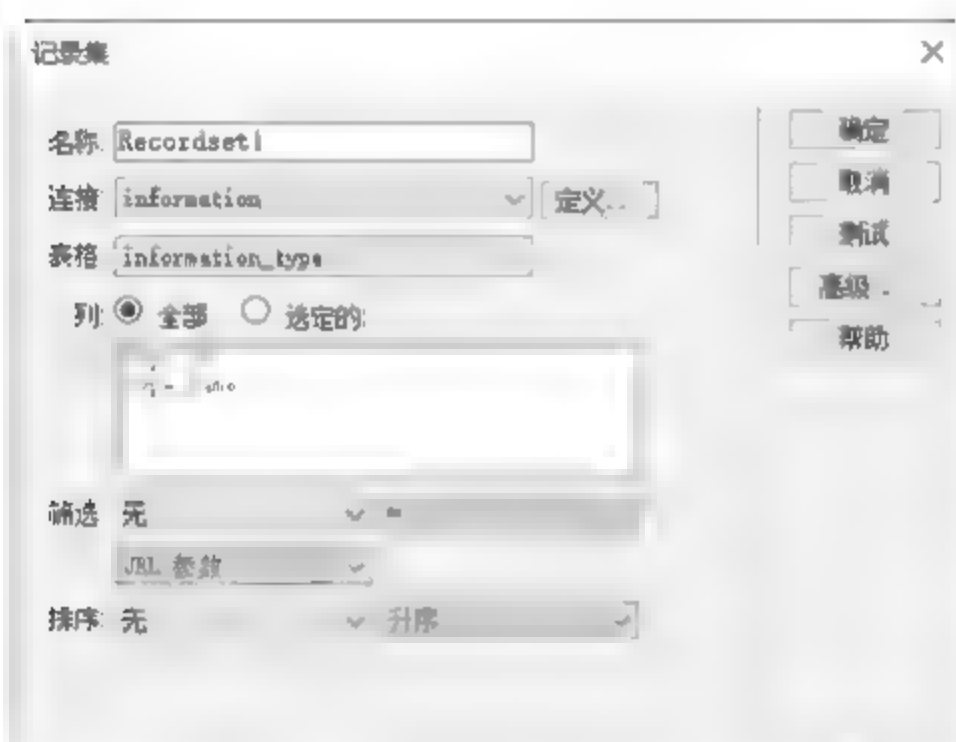 记录集
名称: Recordset1
连接: information 定义...
表格: information_type
列: 全部 选定的:
筛选: 无 =
URL 参数
排序: 无 升序
确定
取消
测试
高级...
帮助